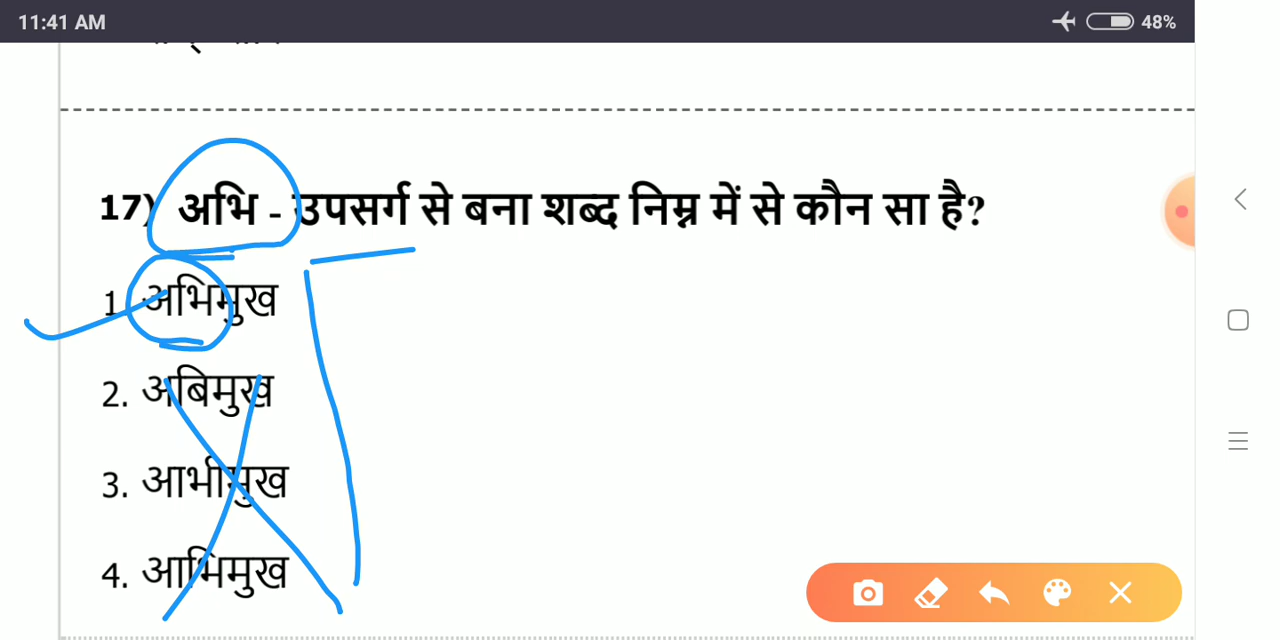 11:41 AM
48%
17) अभि - उपसर्ग से बना शब्द निम्न में से कौन सा है?
1. अभिमुख
2. अबिमुख
3. आभीमुख
4. आभिमुख